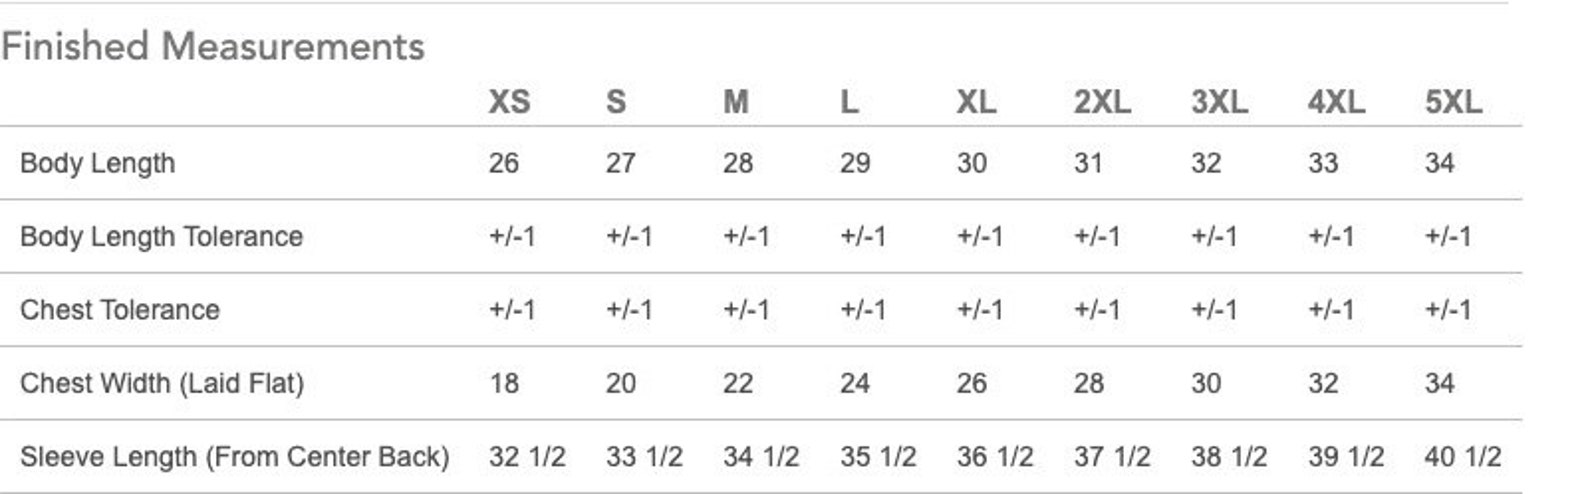 Finished Measurements
XS S M L XL 2XL 3XL 4XL 5XL
Body Length 26 27 28 29 30 31 32 33 34
Body Length Tolerance +/-1 +/-1 +/-1 +/-1 +/-1 +/-1 +/-1 +/-1 +/-1
Chest Tolerance +/-1 +/-1 +/-1 +/-1 +/-1 +/-1 +/-1 +/-1 +/-1
Chest Width (Laid Flat) 18 20 22 24 26 28 30 32 34
Sleeve Length (From Center Back) 32 1/2 33 1/2 34 1/2 35 1/2 36 1/2 37 1/2 38 1/2 39 1/2 40 1/2